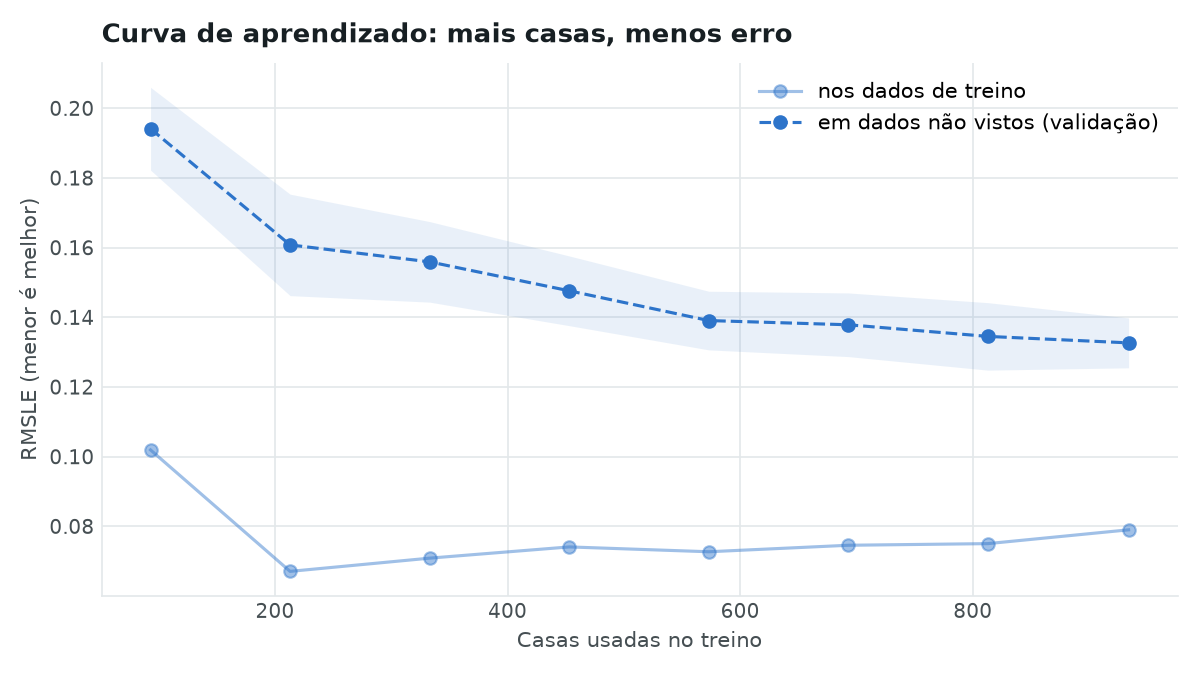 Curva de aprendizado: mais casas, menos erro
nos dados de treino
em dados não vistos (validação)
RMSLE (menor é melhor)
0.20
0.18
0.16
0.14
0.12
0.10
0.08
200
400
600
800
Casas usadas no treino